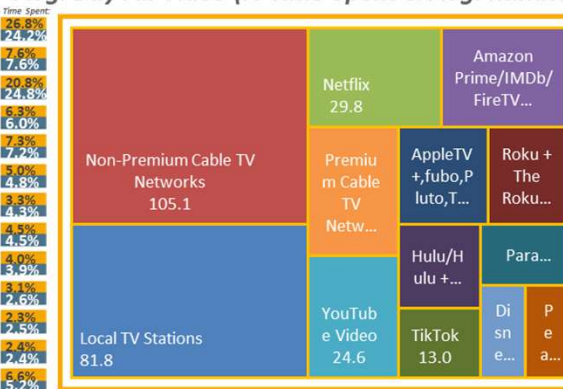 Time Spent:
26.8%
24.2%
7.6%
7.6%
20.8%
24.8%
6.3%
6.0%
7.3%
7.2%
5.0%
4.8%
3.3%
4.3%
4.5%
4.5%
4.0%
3.9%
3.1%
2.6%
2.3%
2.5%
2.4%
2.4%
6.6%
5.2%
Non-Premium Cable TV
Networks
105.1
Local TV Stations
81.8
Netflix
29.8
Amazon
Prime/IMDb/
FireTV...
Premiu
m Cable
TV
Netw...
AppleTV
+,fubo,P
luto,T...
Roku +
The
Roku...
Hulu/H
ulu +...
Para...
YouTub
e Video
24.6
TikTok
13.0
Di
sn
e...
P
e
a...